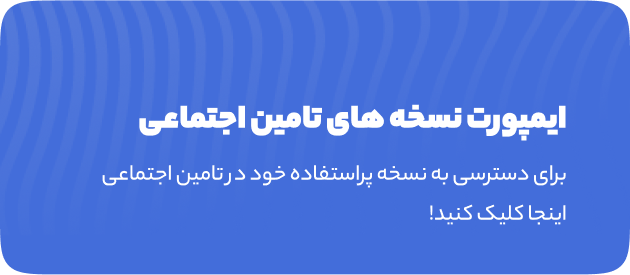 ایمپورت نسخه های تامین اجتماعی
برای دسترسی به نسخه پراستفاده خود در تامین اجتماعی
اینجا کلیک کنید!